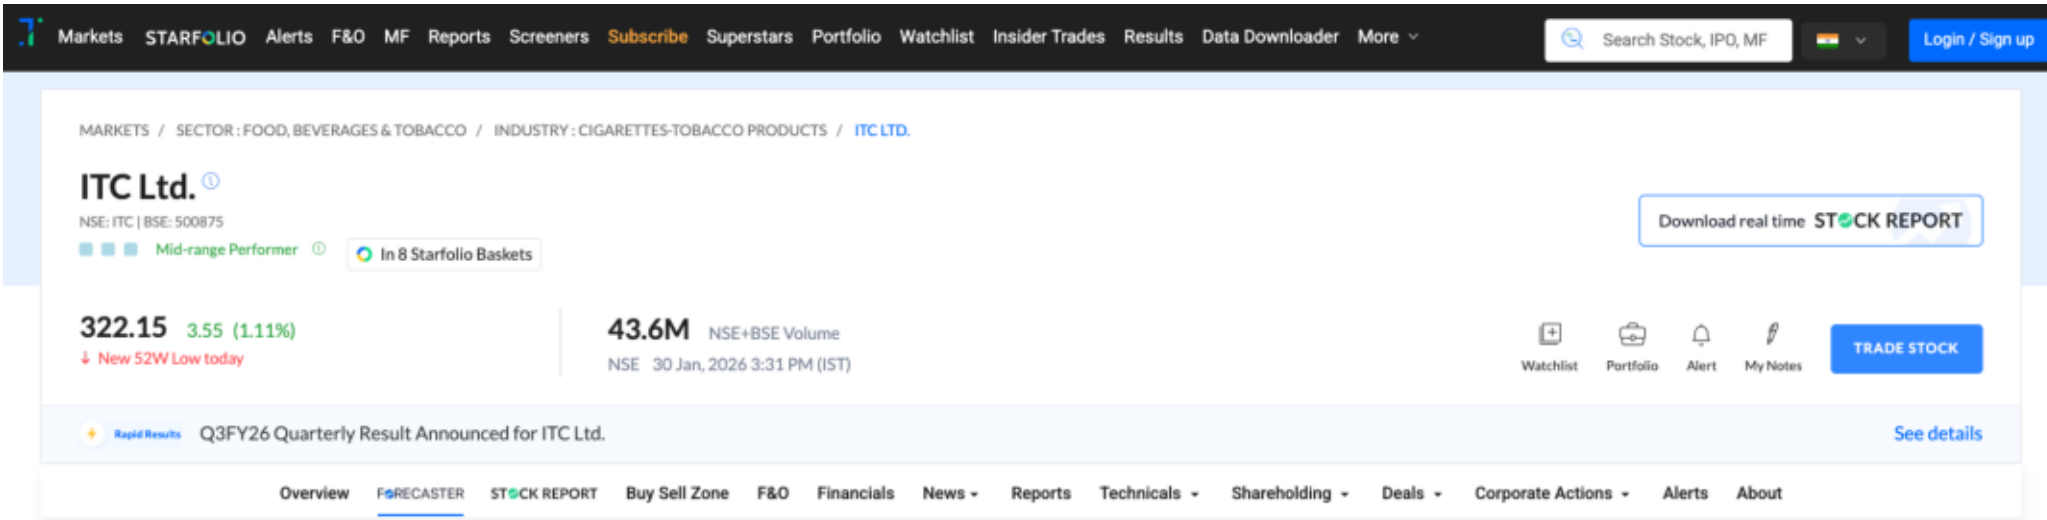 Markets STARFOLIO Alerts F&O MF Reports Screeners Subscribe Superstars Portfolio Watchlist Insider Trades Results Data Downloader More Search Stock, IPO, MF Login / Sign up
MARKETS / SECTOR : FOOD, BEVERAGES & TOBACCO / INDUSTRY : CIGARETTES-TOBACCO PRODUCTS / ITC LTD.
ITC Ltd.
NSE: ITC | BSE: 500875
Download real time STOCK REPORT
Mid-range Performer In 8 Starfolio Baskets
322.15 3.55 (1.11%)
New 52W Low today
43.6M NSE+BSE Volume
NSE 30 Jan, 2026 3:31 PM (IST)
Watchlist Portfolio Alert My Notes TRADE STOCK
Rapid Results Q3FY26 Quarterly Result Announced for ITC Ltd. See details
Overview FORECASTER STOCK REPORT Buy Sell Zone F&O Financials News Reports Technicals Shareholding Deals Corporate Actions Alerts About